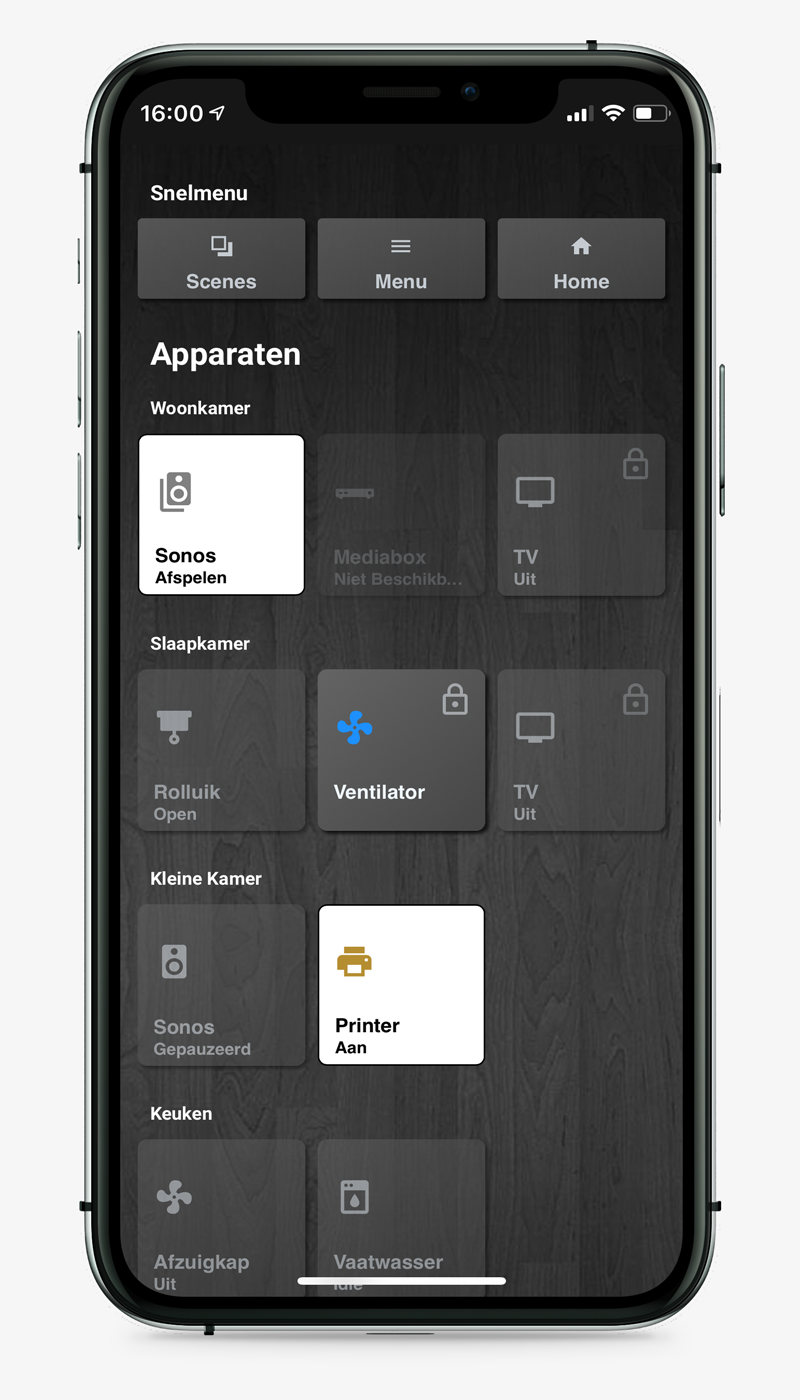 16:00
Snelmenu
Scenes
Menu
Home
Apparaten
Woonkamer
Sonos
Afspelen
Mediabox
Niet Beschikb...
TV
Uit
Slaapkamer
Rolluik
Open
Ventilator
TV
Uit
Kleine Kamer
Sonos
Gepauzeerd
Printer
Aan
Keuken
Afzuigkap
Uit
Vaatwasser
Idle